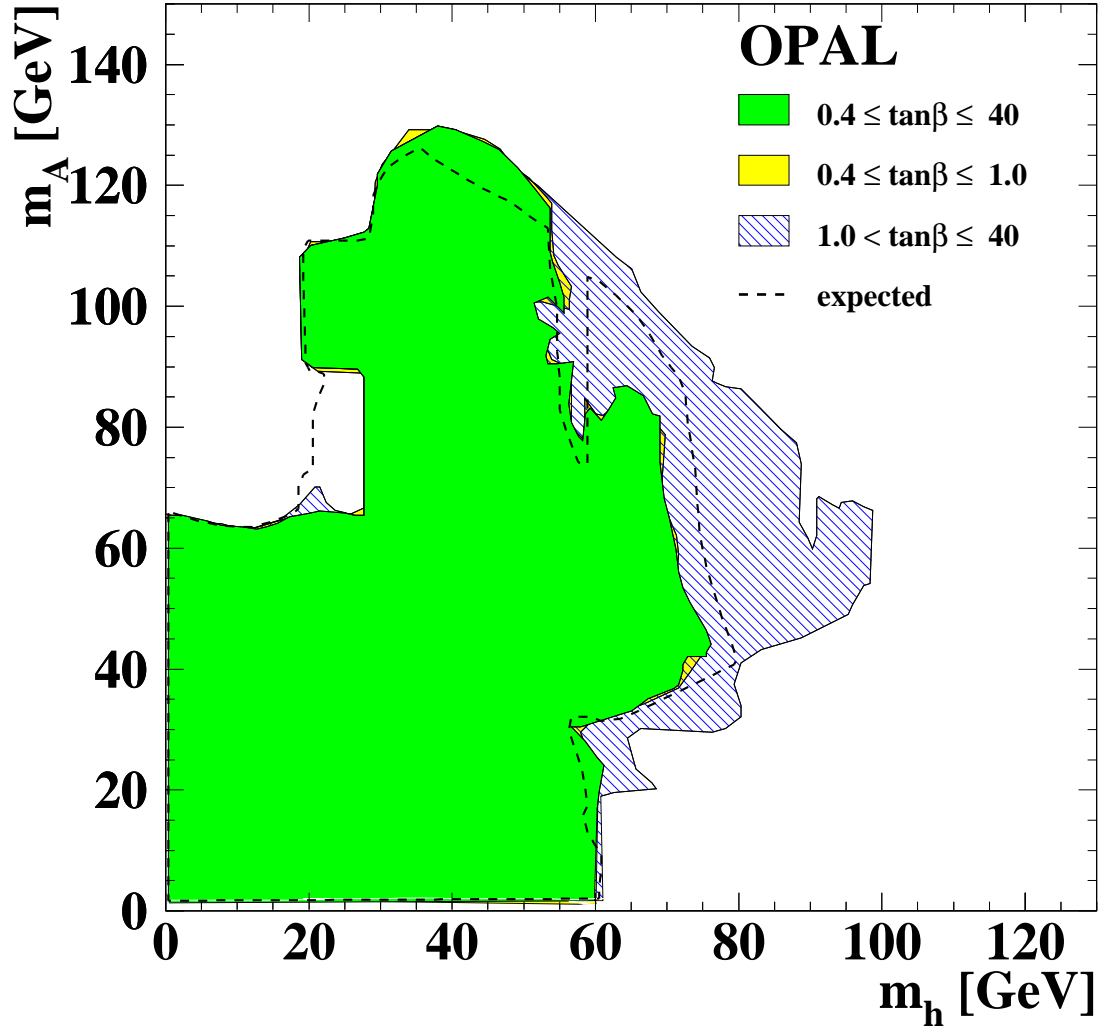 OPAL
0.4 ≤ tanβ ≤ 40
0.4 ≤ tanβ ≤ 1.0
1.0 < tanβ ≤ 40
expected
m_A [GeV]
140
120
100
80
60
40
20
0
0 20 40 60 80 100 120
m_h [GeV]